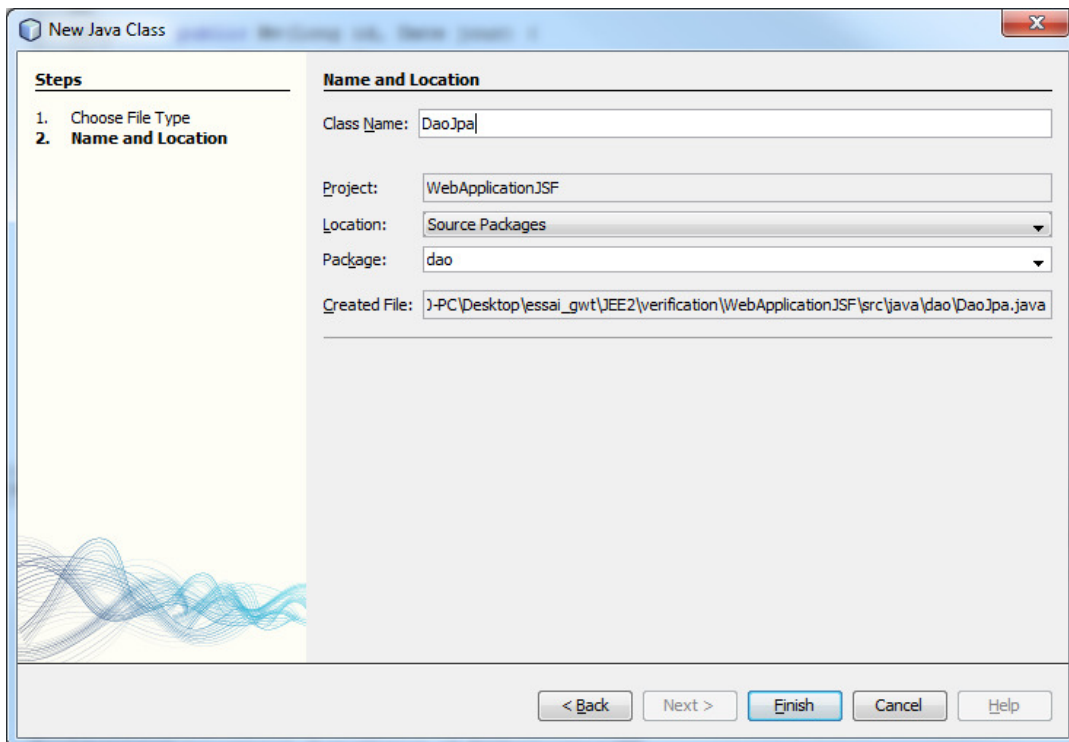 New Java Class
Steps
1. Choose File Type
2. Name and Location
Name and Location
Class Name: DaoJpa
Project: WebApplicationJSF
Location: Source Packages
Package: dao
Created File: )-PC\Desktop\essai_gwt\JEE2\verification\WebApplicationJSF\src\java\dao\DaoJpa.java
< Back Next > Finish Cancel Help